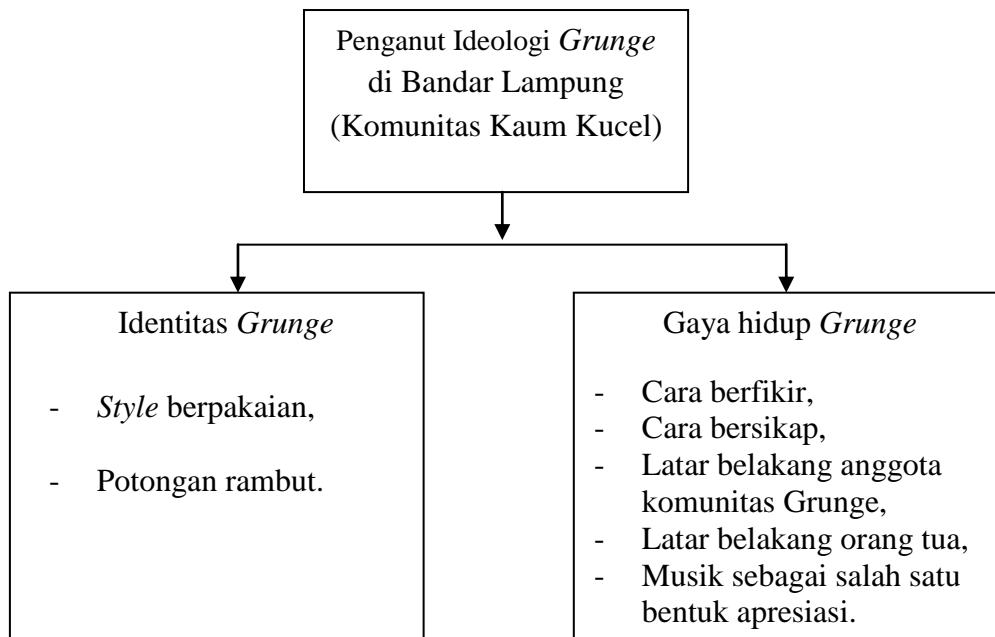 Penganut Ideologi Grunge
di Bandar Lampung
(Komunitas Kaum Kucel)
Identitas Grunge
- Style berpakaian,
- Potongan rambut.
Gaya hidup Grunge
- Cara berfikir,
- Cara bersikap,
- Latar belakang anggota
komunitas Grunge,
- Latar belakang orang tua,
- Musik sebagai salah satu
bentuk apresiasi.